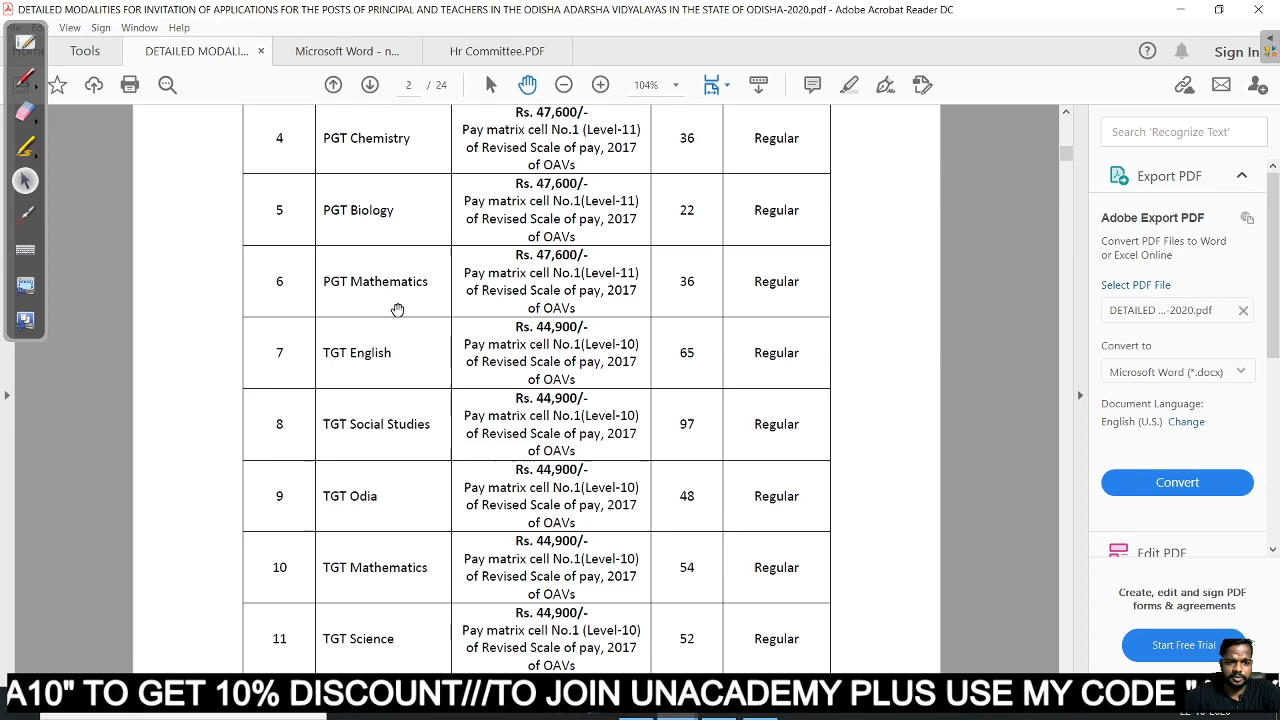 DETAILED MODALITIES FOR INVITATION OF APPLICATIONS FOR THE POSTS OF PRINCIPAL AND TEACHERS IN THE ODISHA ADARSHA VIDYALAYAS IN THE STATE OF ODISHA-2020.pdf - Adobe Acrobat Reader DC
View Sign Window Help
Tools DETAILED MODALI... × Microsoft Word - n... Hr Committee.PDF Sign In
2 / 24 104%
4 PGT Chemistry Rs. 47,600/-
Pay matrix cell No.1 (Level-11)
of Revised Scale of pay, 2017
of OAVs 36 Regular
5 PGT Biology Rs. 47,600/-
Pay matrix cell No.1(Level-11)
of Revised Scale of pay, 2017
of OAVs 22 Regular
6 PGT Mathematics Rs. 47,600/-
Pay matrix cell No.1(Level-11)
of Revised Scale of pay, 2017
of OAVs 36 Regular
7 TGT English Rs. 44,900/-
Pay matrix cell No.1(Level-10)
of Revised Scale of pay, 2017
of OAVs 65 Regular
8 TGT Social Studies Rs. 44,900/-
Pay matrix cell No.1(Level-10)
of Revised Scale of pay, 2017
of OAVs 97 Regular
9 TGT Odia Rs. 44,900/-
Pay matrix cell No.1(Level-10)
of Revised Scale of pay, 2017
of OAVs 48 Regular
10 TGT Mathematics Rs. 44,900/-
Pay matrix cell No.1(Level-10)
of Revised Scale of pay, 2017
of OAVs 54 Regular
11 TGT Science Rs. 44,900/-
Pay matrix cell No.1 (Level-10)
of Revised Scale of pay, 2017
of OAVs 52 Regular
Search 'Recognize Text'
Export PDF
Adobe Export PDF
Convert PDF Files to Word
or Excel Online
Select PDF File
DETAILED ...-2020.pdf
Convert to
Microsoft Word (*.docx)
Document Language:
English (U.S.) Change
Convert
Edit PDF
Create, edit and sign PDF
forms & agreements
Start Free Trial
A10" TO GET 10% DISCOUNT///TO JOIN UNACADEMY PLUS USE MY CODE "